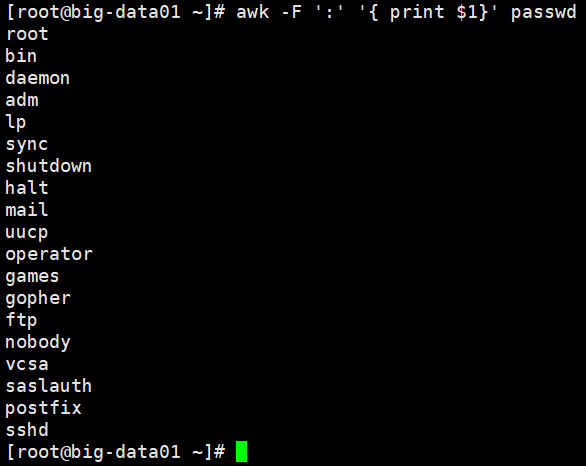 [root@big-data01 ~]# awk -F ':' '{ print $1}' passwd
root
bin
daemon
adm
lp
sync
shutdown
halt
mail
uucp
operator
games
gopher
ftp
nobody
vcsa
saslauth
postfix
sshd
[root@big-data01 ~]#